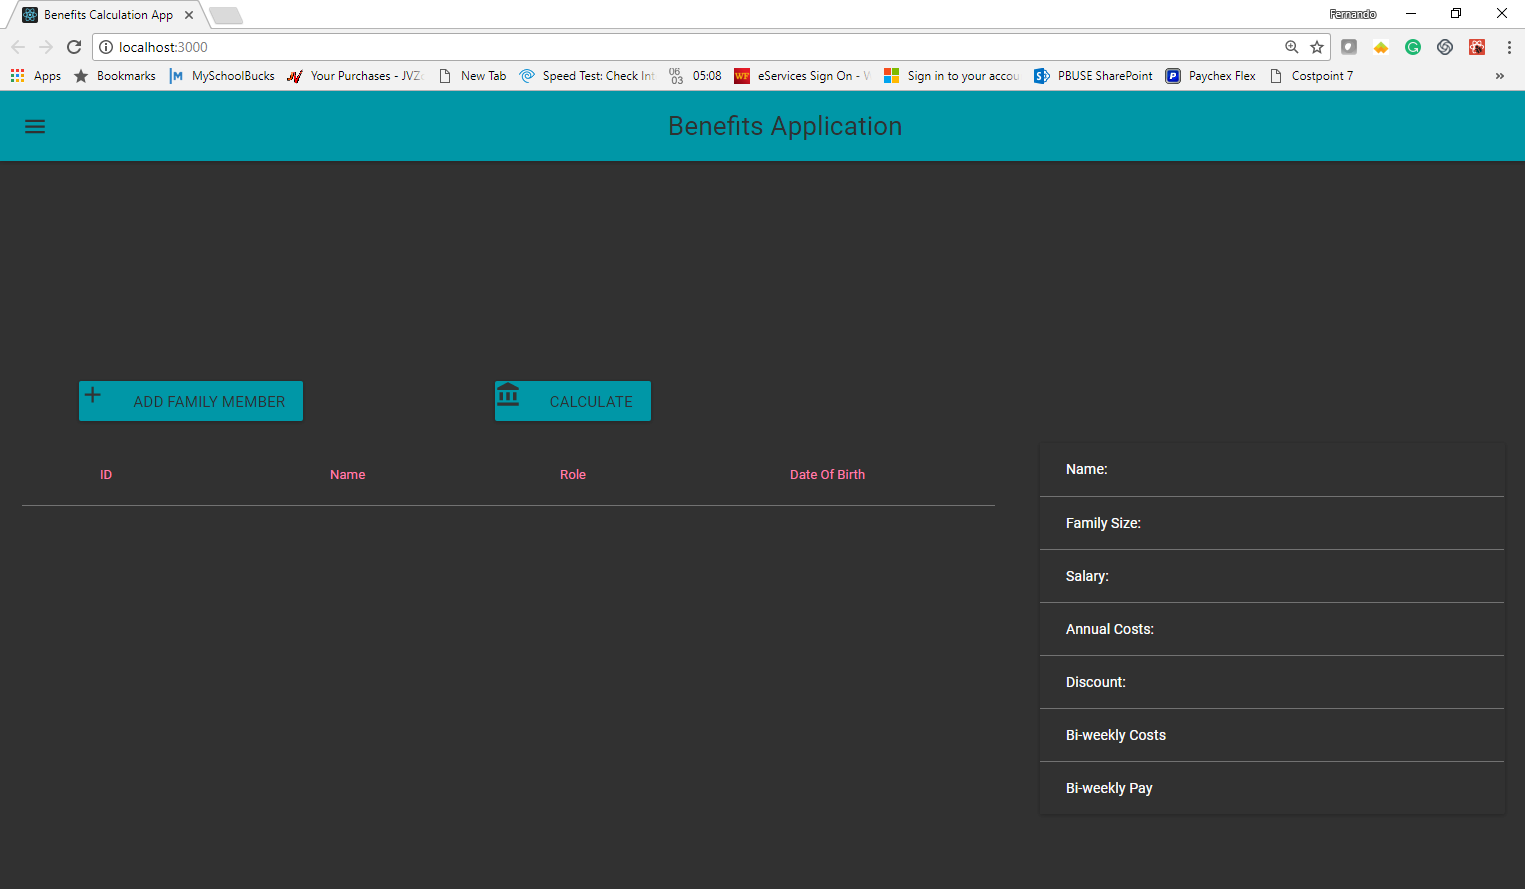 Benefits Calculation App
Fernando
localhost:3000
Apps Bookmarks MySchoolBucks Your Purchases - JVZ New Tab Speed Test: Check Int 06 03 05:08 WF eServices Sign On - W Sign in to your accou PBUSE SharePoint Paychex Flex Costpoint 7 »
Benefits Application
ADD FAMILY MEMBER CALCULATE
ID Name Role Date Of Birth
Name:
Family Size:
Salary:
Annual Costs:
Discount:
Bi-weekly Costs
Bi-weekly Pay